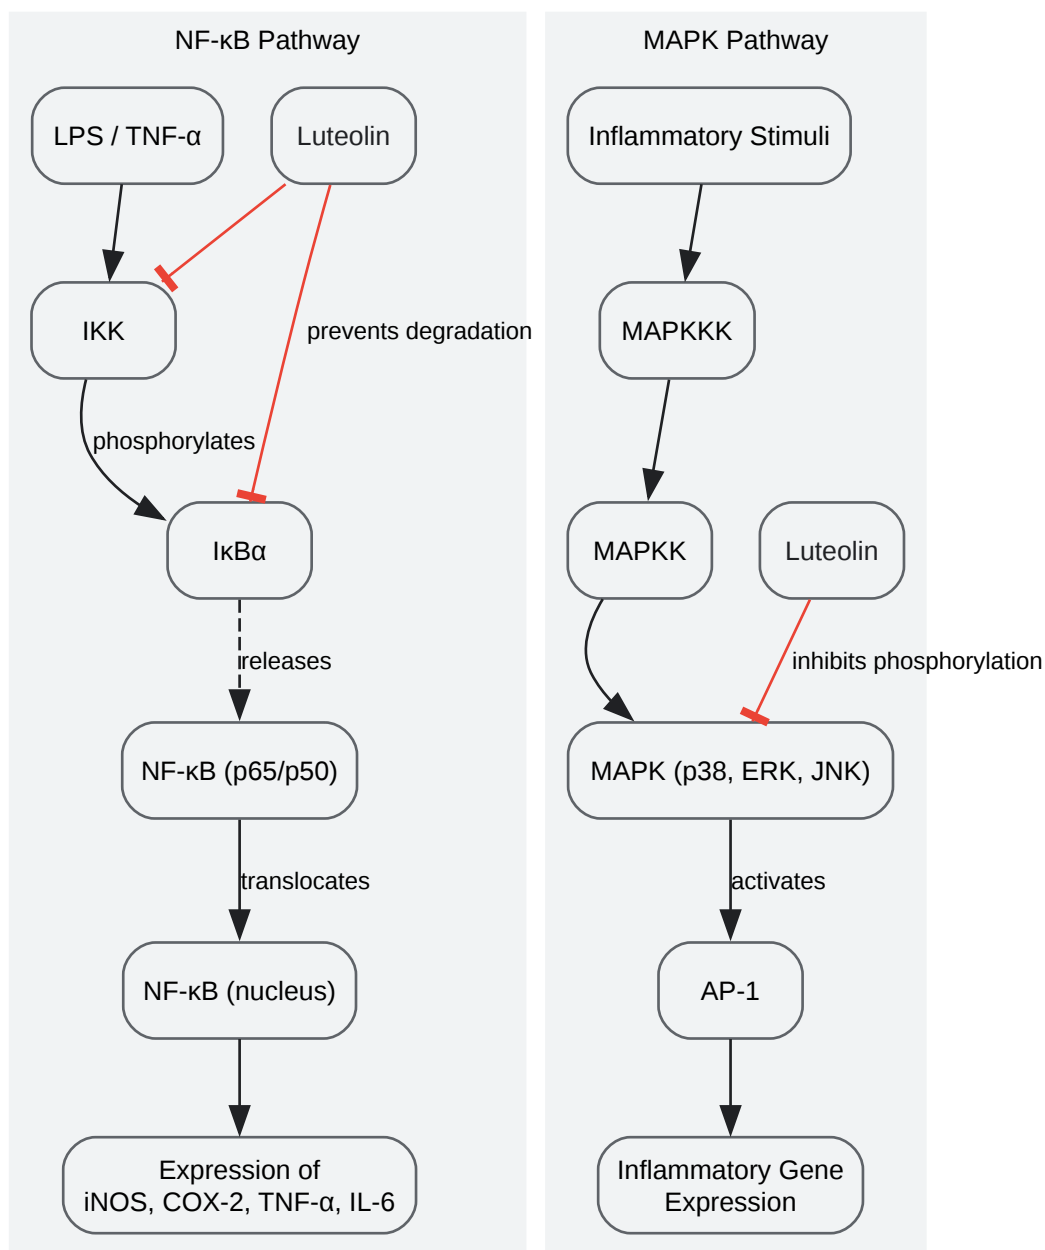 NF-κB Pathway
LPS / TNF-α
Luteolin
IKK
prevents degradation
phosphorylates
IκBα
releases
NF-κB (p65/p50)
translocates
NF-κB (nucleus)
Expression of
iNOS, COX-2, TNF-α, IL-6
MAPK Pathway
Inflammatory Stimuli
MAPKKK
MAPKK
Luteolin
inhibits phosphorylation
MAPK (p38, ERK, JNK)
activates
AP-1
Inflammatory Gene
Expression